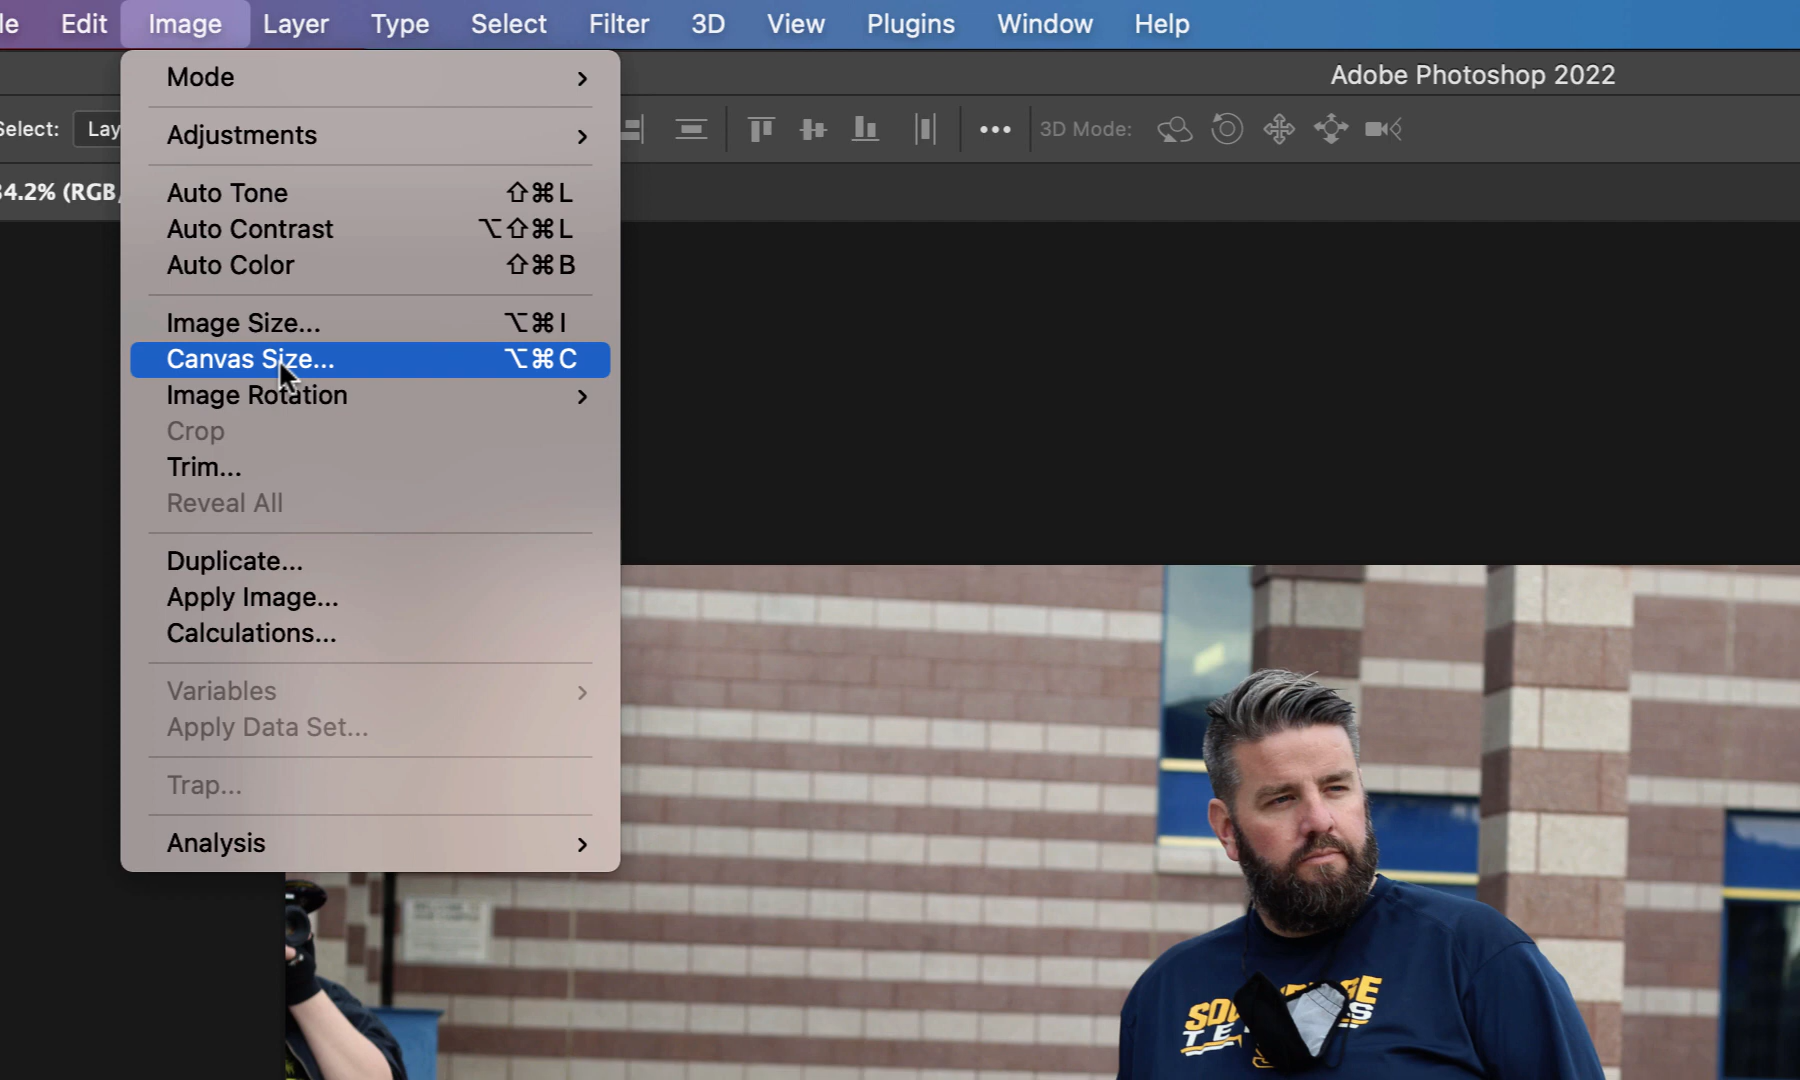 le Edit Image Layer Type Select Filter 3D View Plugins Window Help
Adobe Photoshop 2022
Select: Lay
3D Mode:
34.2% (RGB/
Mode
Adjustments
Auto Tone ⇧⌘L
Auto Contrast ⌥⇧⌘L
Auto Color ⇧⌘B
Image Size... ⌥⌘I
Canvas Size... ⌥⌘C
Image Rotation
Crop
Trim...
Reveal All
Duplicate...
Apply Image...
Calculations...
Variables
Apply Data Set...
Trap...
Analysis